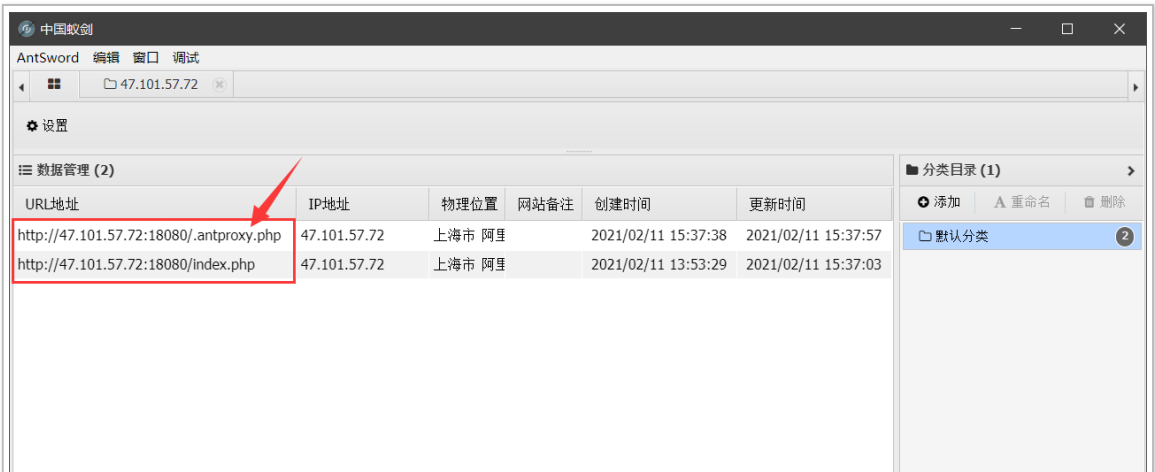 中国蚁剑
AntSword 编辑 窗口 调试
47.101.57.72
设置
数据管理 (2)
URL地址 IP地址 物理位置 网站备注 创建时间 更新时间
http://47.101.57.72:18080/.antproxy.php 47.101.57.72 上海市 阿里 2021/02/11 15:37:38 2021/02/11 15:37:57
http://47.101.57.72:18080/index.php 47.101.57.72 上海市 阿里 2021/02/11 13:53:29 2021/02/11 15:37:03
分类目录 (1)
添加 重命名 删除
默认分类 2